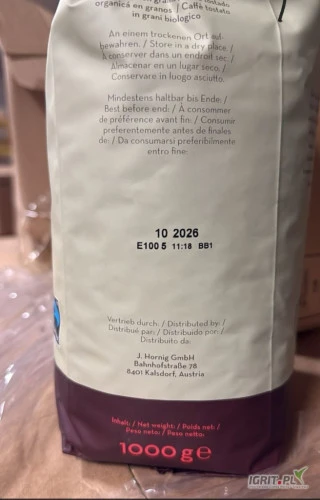 orgánica en granos / Caffè tostato
in grani biologico
An einem trockenen Ort auf-
bewahren. / Store in a dry place. /
À conserver dans un endroit sec. /
Almacenar en un lugar seco. /
Conservare in luogo asciutto.
Mindestens haltbar bis Ende: /
Best before end: / À consommer
de préférence avant fin: / Consumir
preferentemente antes de finales
de: / Da consumarsi preferibilmente
entro fine:
10 2026
E100 5 11:18 BB1
Vertrieb durch: / Distributed by: /
Distribué par: / Distribuido por: /
Distribuito da:
J. Hornig GmbH
Bahnhofstraße 78
8401 Kalsdorf, Austria
Inhalt: / Net weight: / Poids net: /
Peso neto: / Peso netto:
1000 g e
IGRIT.PL